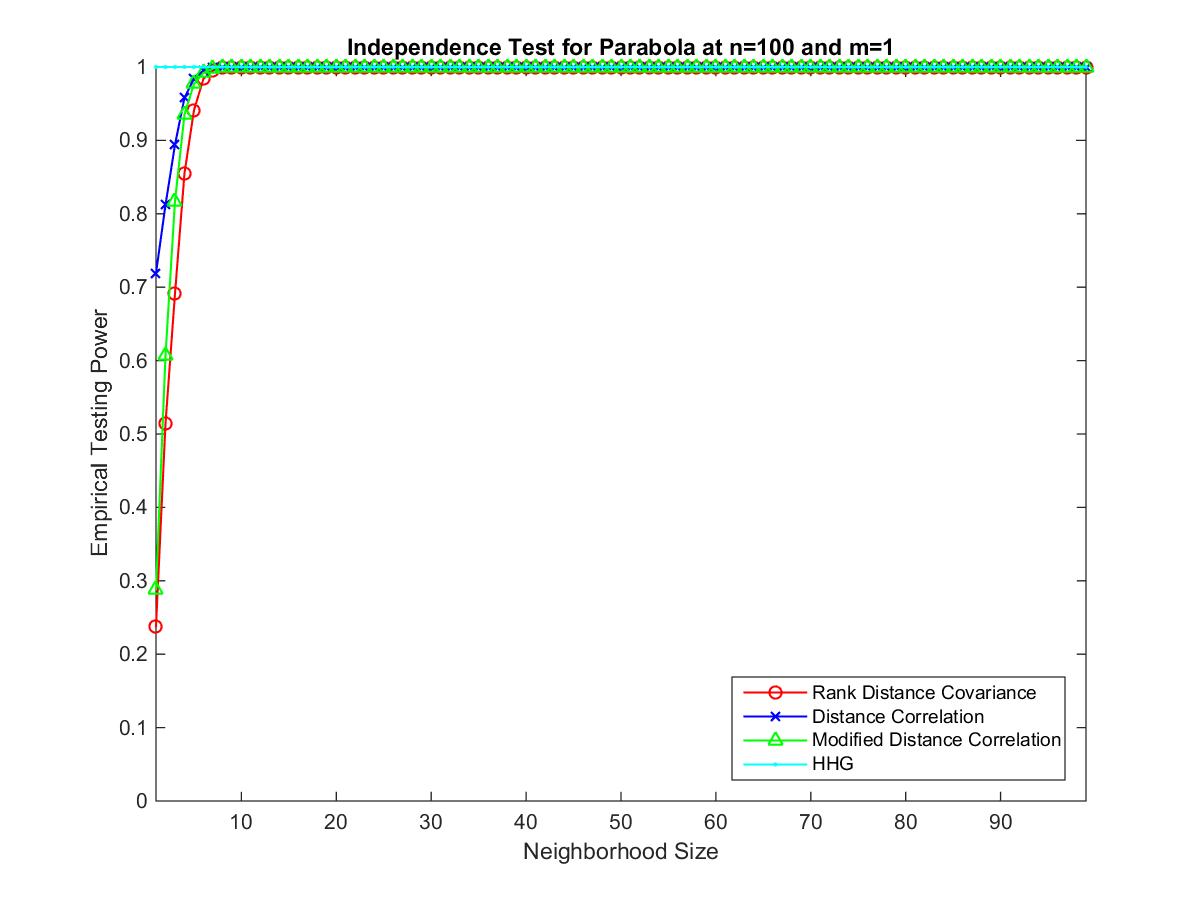 Independence Test for Parabola at n=100 and m=1
1
0.9
0.8
0.7
0.6
0.5
0.4
0.3
0.2
0.1
0
Empirical Testing Power
10 20 30 40 50 60 70 80 90
Neighborhood Size
Rank Distance Covariance
Distance Correlation
Modified Distance Correlation
HHG